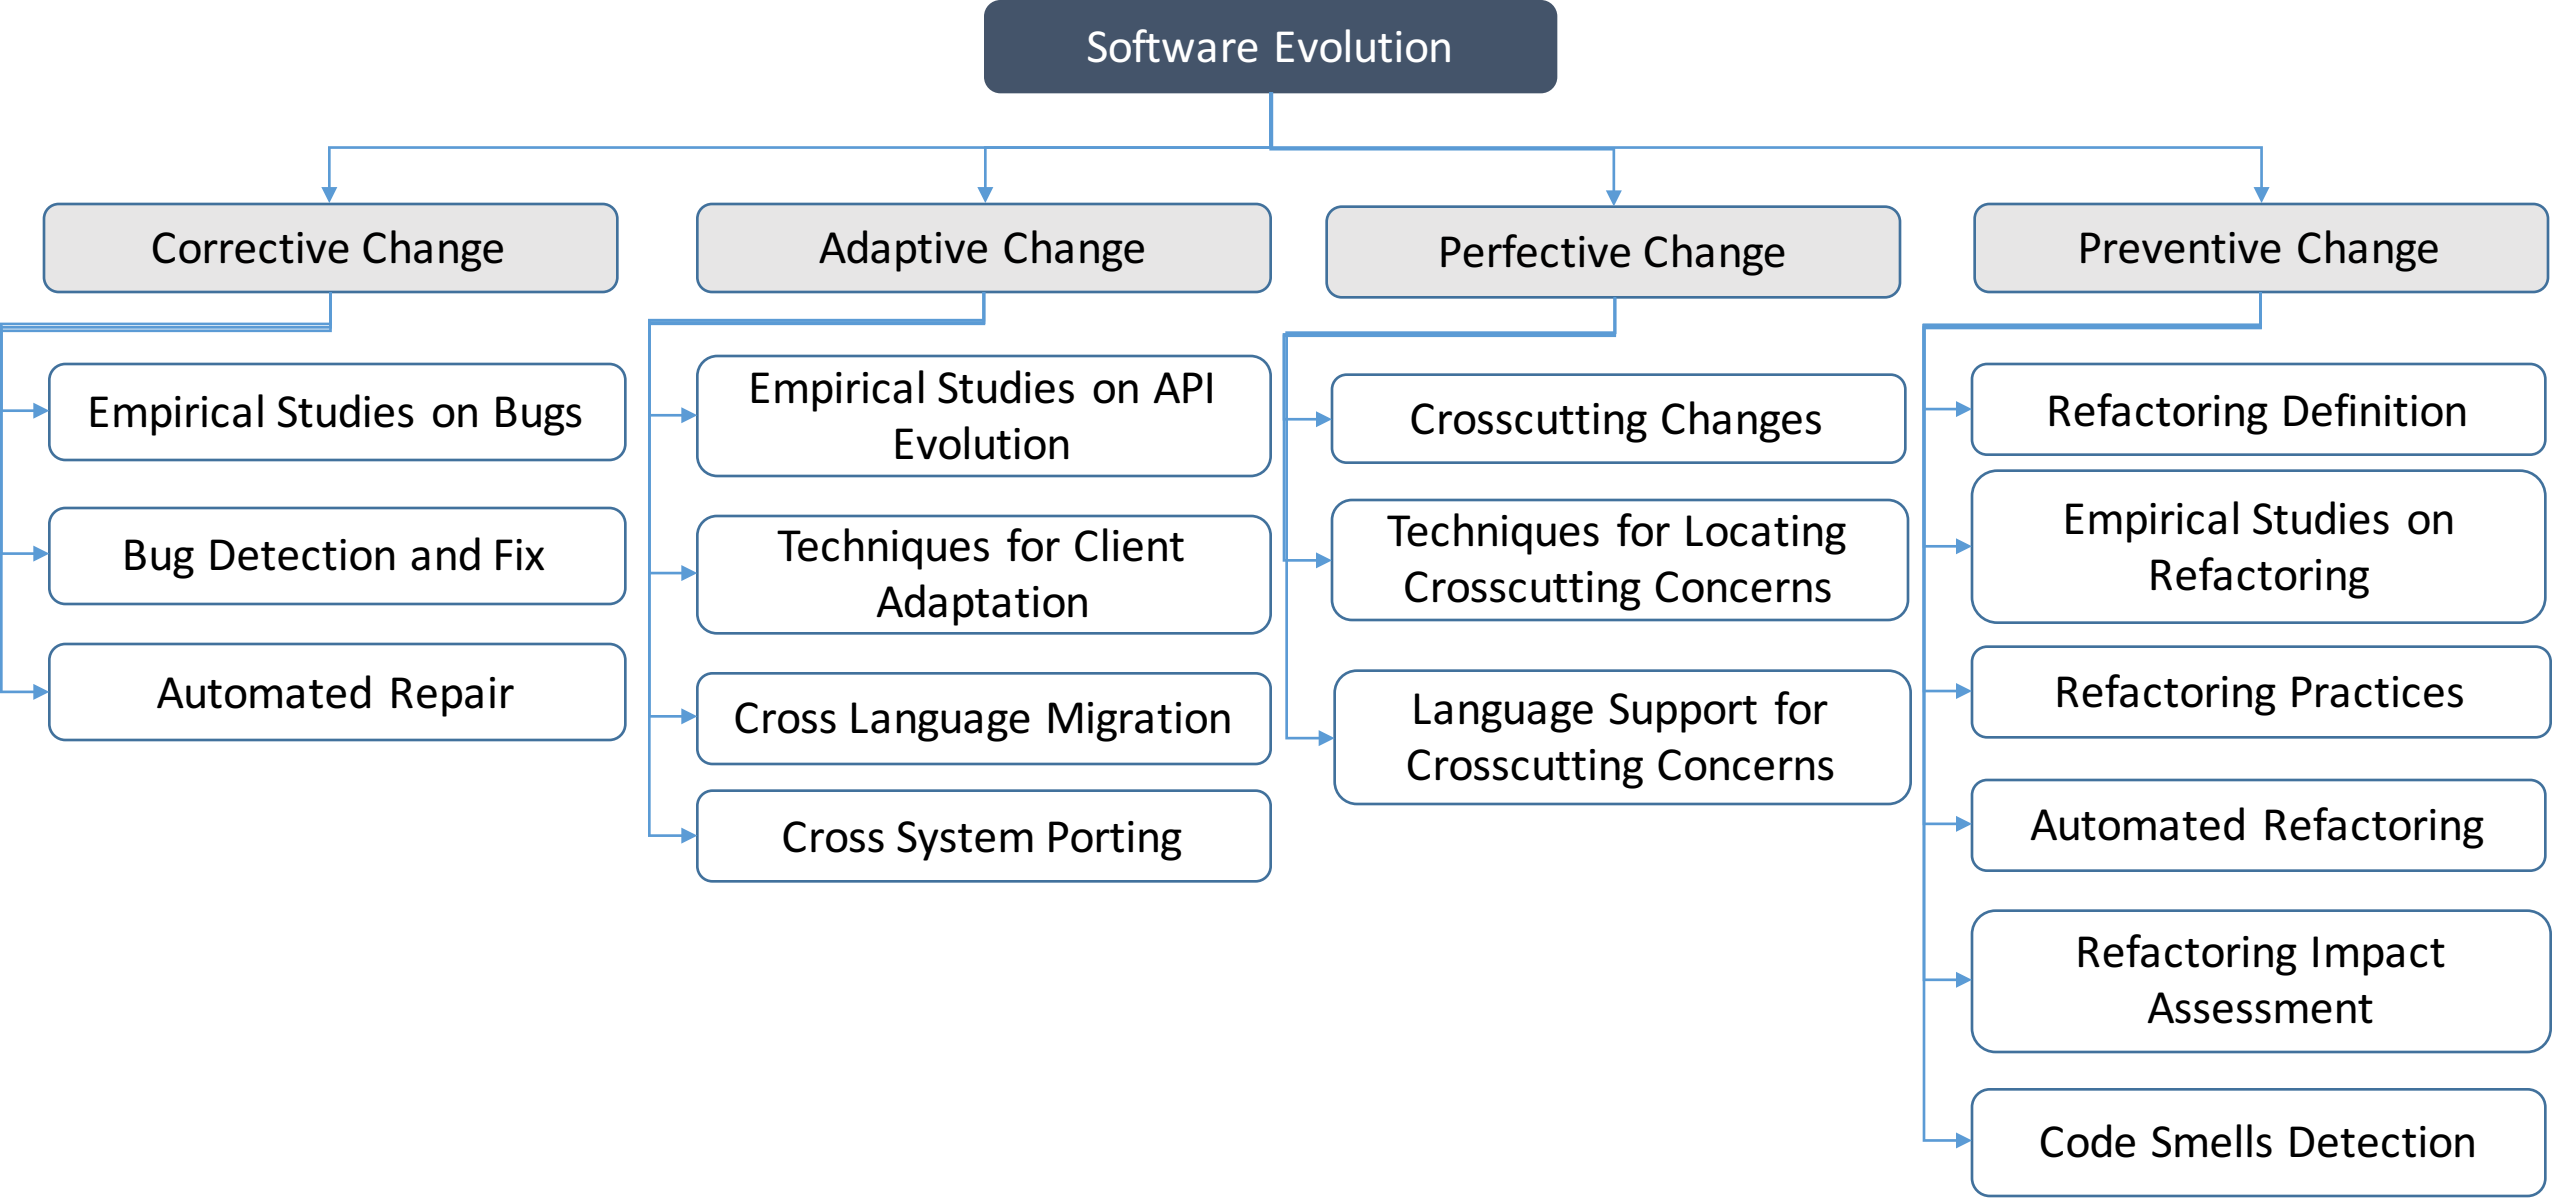 Software Evolution
Corrective Change
Empirical Studies on Bugs
Bug Detection and Fix
Automated Repair
Adaptive Change
Empirical Studies on API
Evolution
Techniques for Client
Adaptation
Cross Language Migration
Cross System Porting
Perfective Change
Crosscutting Changes
Techniques for Locating
Crosscutting Concerns
Language Support for
Crosscutting Concerns
Preventive Change
Refactoring Definition
Empirical Studies on
Refactoring
Refactoring Practices
Automated Refactoring
Refactoring Impact
Assessment
Code Smells Detection